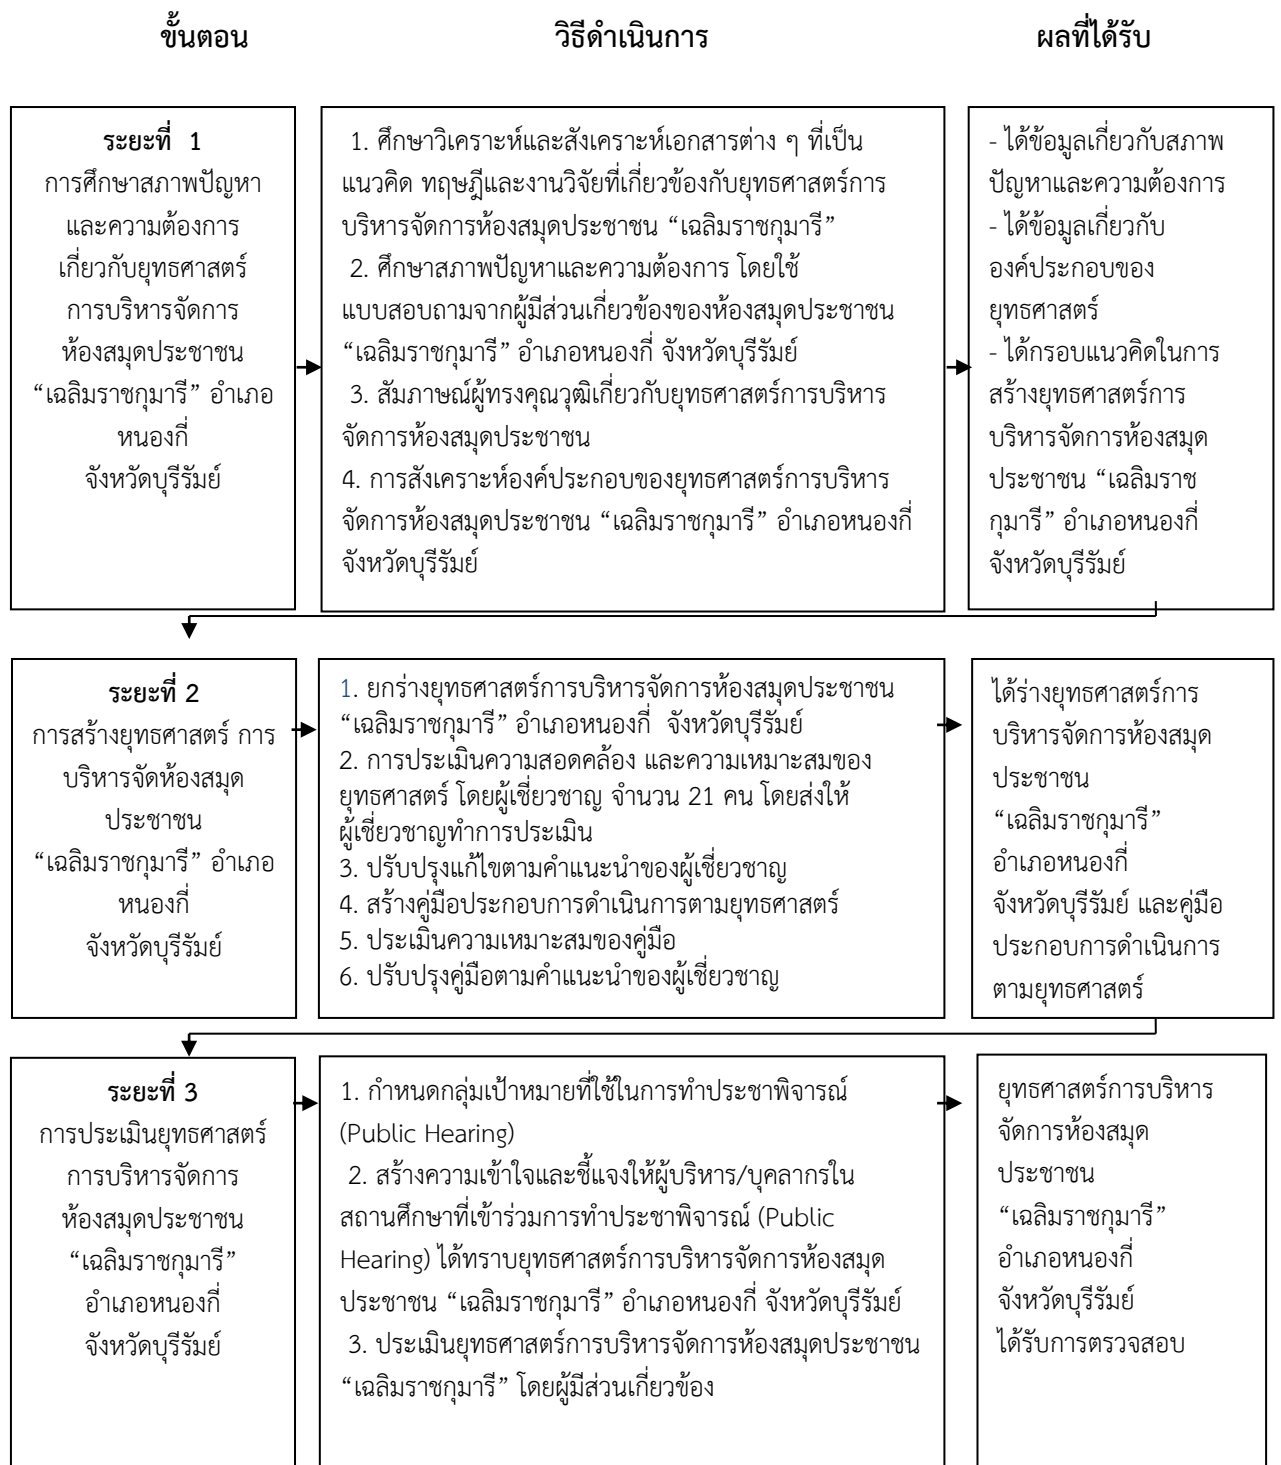 ขั้นตอน
วิธีดำเนินการ
ผลที่ได้รับ
ระยะที่ 1
การศึกษาสภาพปัญหา
และความต้องการ
เกี่ยวกับยุทธศาสตร์
การบริหารจัดการ
ห้องสมุดประชาชน
“เฉลิมราชกุมารี” อำเภอ
หนองกี่
จังหวัดบุรีรัมย์
1. ศึกษาวิเคราะห์และสังเคราะห์เอกสารต่าง ๆ ที่เป็น
แนวคิด ทฤษฎีและงานวิจัยที่เกี่ยวข้องกับยุทธศาสตร์การ
บริหารจัดการห้องสมุดประชาชน “เฉลิมราชกุมารี”
2. ศึกษาสภาพปัญหาและความต้องการ โดยใช้
แบบสอบถามจากผู้มีส่วนเกี่ยวข้องของห้องสมุดประชาชน
“เฉลิมราชกุมารี” อำเภอหนองกี่ จังหวัดบุรีรัมย์
3. สัมภาษณ์ผู้ทรงคุณวุฒิเกี่ยวกับยุทธศาสตร์การบริหาร
จัดการห้องสมุดประชาชน
4. การสังเคราะห์องค์ประกอบของยุทธศาสตร์การบริหาร
จัดการห้องสมุดประชาชน “เฉลิมราชกุมารี” อำเภอหนองกี่
จังหวัดบุรีรัมย์
- ได้ข้อมูลเกี่ยวกับสภาพ
ปัญหาและความต้องการ
- ได้ข้อมูลเกี่ยวกับ
องค์ประกอบของ
ยุทธศาสตร์
- ได้กรอบแนวคิดในการ
สร้างยุทธศาสตร์การ
บริหารจัดการห้องสมุด
ประชาชน “เฉลิมราช
กุมารี” อำเภอหนองกี่
จังหวัดบุรีรัมย์
ระยะที่ 2
การสร้างยุทธศาสตร์ การ
บริหารจัดห้องสมุด
ประชาชน
“เฉลิมราชกุมารี” อำเภอ
หนองกี่
จังหวัดบุรีรัมย์
1. ยกร่างยุทธศาสตร์การบริหารจัดการห้องสมุดประชาชน
“เฉลิมราชกุมารี” อำเภอหนองกี่ จังหวัดบุรีรัมย์
2. การประเมินความสอดคล้อง และความเหมาะสมของ
ยุทธศาสตร์ โดยผู้เชี่ยวชาญ จำนวน 21 คน โดยส่งให้
ผู้เชี่ยวชาญทำการประเมิน
3. ปรับปรุงแก้ไขตามคำแนะนำของผู้เชี่ยวชาญ
4. สร้างคู่มือประกอบการดำเนินการตามยุทธศาสตร์
5. ประเมินความเหมาะสมของคู่มือ
6. ปรับปรุงคู่มือตามคำแนะนำของผู้เชี่ยวชาญ
ได้ร่างยุทธศาสตร์การ
บริหารจัดการห้องสมุด
ประชาชน
“เฉลิมราชกุมารี”
อำเภอหนองกี่
จังหวัดบุรีรัมย์ และคู่มือ
ประกอบการดำเนินการ
ตามยุทธศาสตร์
ระยะที่ 3
การประเมินยุทธศาสตร์
การบริหารจัดการ
ห้องสมุดประชาชน
“เฉลิมราชกุมารี”
อำเภอหนองกี่
จังหวัดบุรีรัมย์
1. กำหนดกลุ่มเป้าหมายที่ใช้ในการทำประชาพิจารณ์
(Public Hearing)
2. สร้างความเข้าใจและชี้แจงให้ผู้บริหาร/บุคลากรใน
สถานศึกษาที่เข้าร่วมการทำประชาพิจารณ์ (Public
Hearing) ได้ทราบยุทธศาสตร์การบริหารจัดการห้องสมุด
ประชาชน “เฉลิมราชกุมารี” อำเภอหนองกี่ จังหวัดบุรีรัมย์
3. ประเมินยุทธศาสตร์การบริหารจัดการห้องสมุดประชาชน
“เฉลิมราชกุมารี” โดยผู้มีส่วนเกี่ยวข้อง
ยุทธศาสตร์การบริหาร
จัดการห้องสมุด
ประชาชน
“เฉลิมราชกุมารี”
อำเภอหนองกี่
จังหวัดบุรีรัมย์
ได้รับการตรวจสอบ